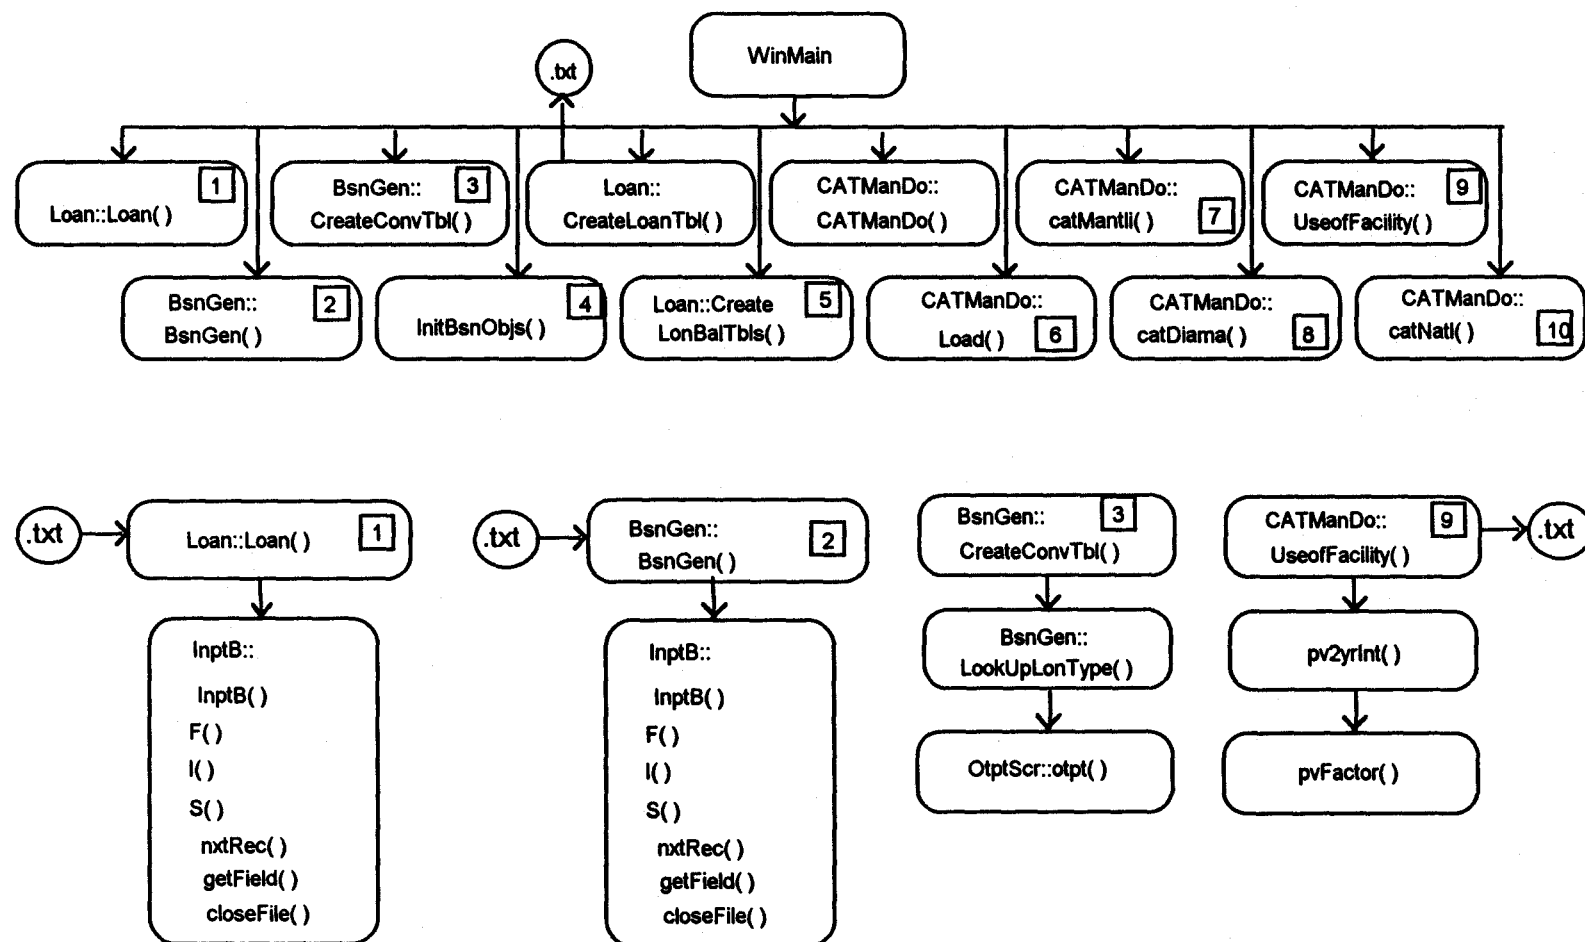 WinMain
.txt
Loan::Loan( )
1
BsnGen::
CreateConvTbl( )
3
Loan::
CreateLoanTbl( )
CATManDo::
CATManDo( )
CATManDo::
catMantli( )
7
CATManDo::
UseofFacility( )
9
BsnGen::
BsnGen( )
2
InitBsnObjs( )
4
Loan::Create
LonBalTbls( )
5
CATManDo::
Load( )
6
CATManDo::
catDiama( )
8
CATManDo::
catNatl( )
10
.txt
Loan::Loan( )
1
InptB::
InptB( )
F( )
I( )
S( )
nxtRec( )
getField( )
closeFile( )
.txt
BsnGen::
BsnGen( )
2
InptB::
InptB( )
F( )
I( )
S( )
nxtRec( )
getField( )
closeFile( )
BsnGen::
CreateConvTbl( )
3
BsnGen::
LookUpLonType( )
OtptScr::otpt( )
CATManDo::
UseofFacility( )
9
.txt
pv2yrInt( )
pvFactor( )